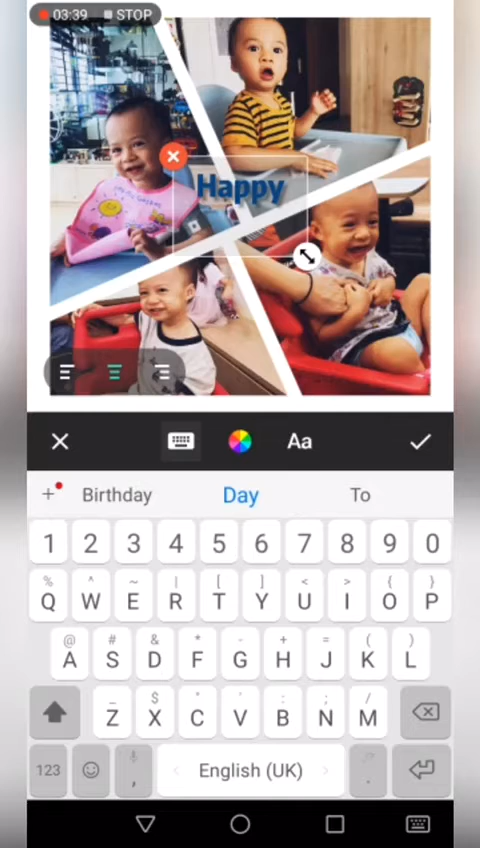 03:39 STOP
Happy
Aa
+ Birthday Day To
1 2 3 4 5 6 7 8 9 0
% ^ ~ | [ ] < > { }
Q W E R T Y U I O P
@ # & * - + = ( )
A S D F G H J K L
_ $ " ' : ; /
Z X C V B N M
123 , English (UK) .